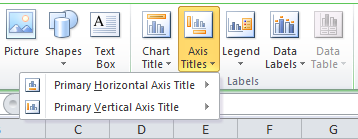 Picture Shapes Text Box Chart Title Axis Titles Legend Data Labels Data Table
Labels
Primary Horizontal Axis Title
Primary Vertical Axis Title
C D E F G